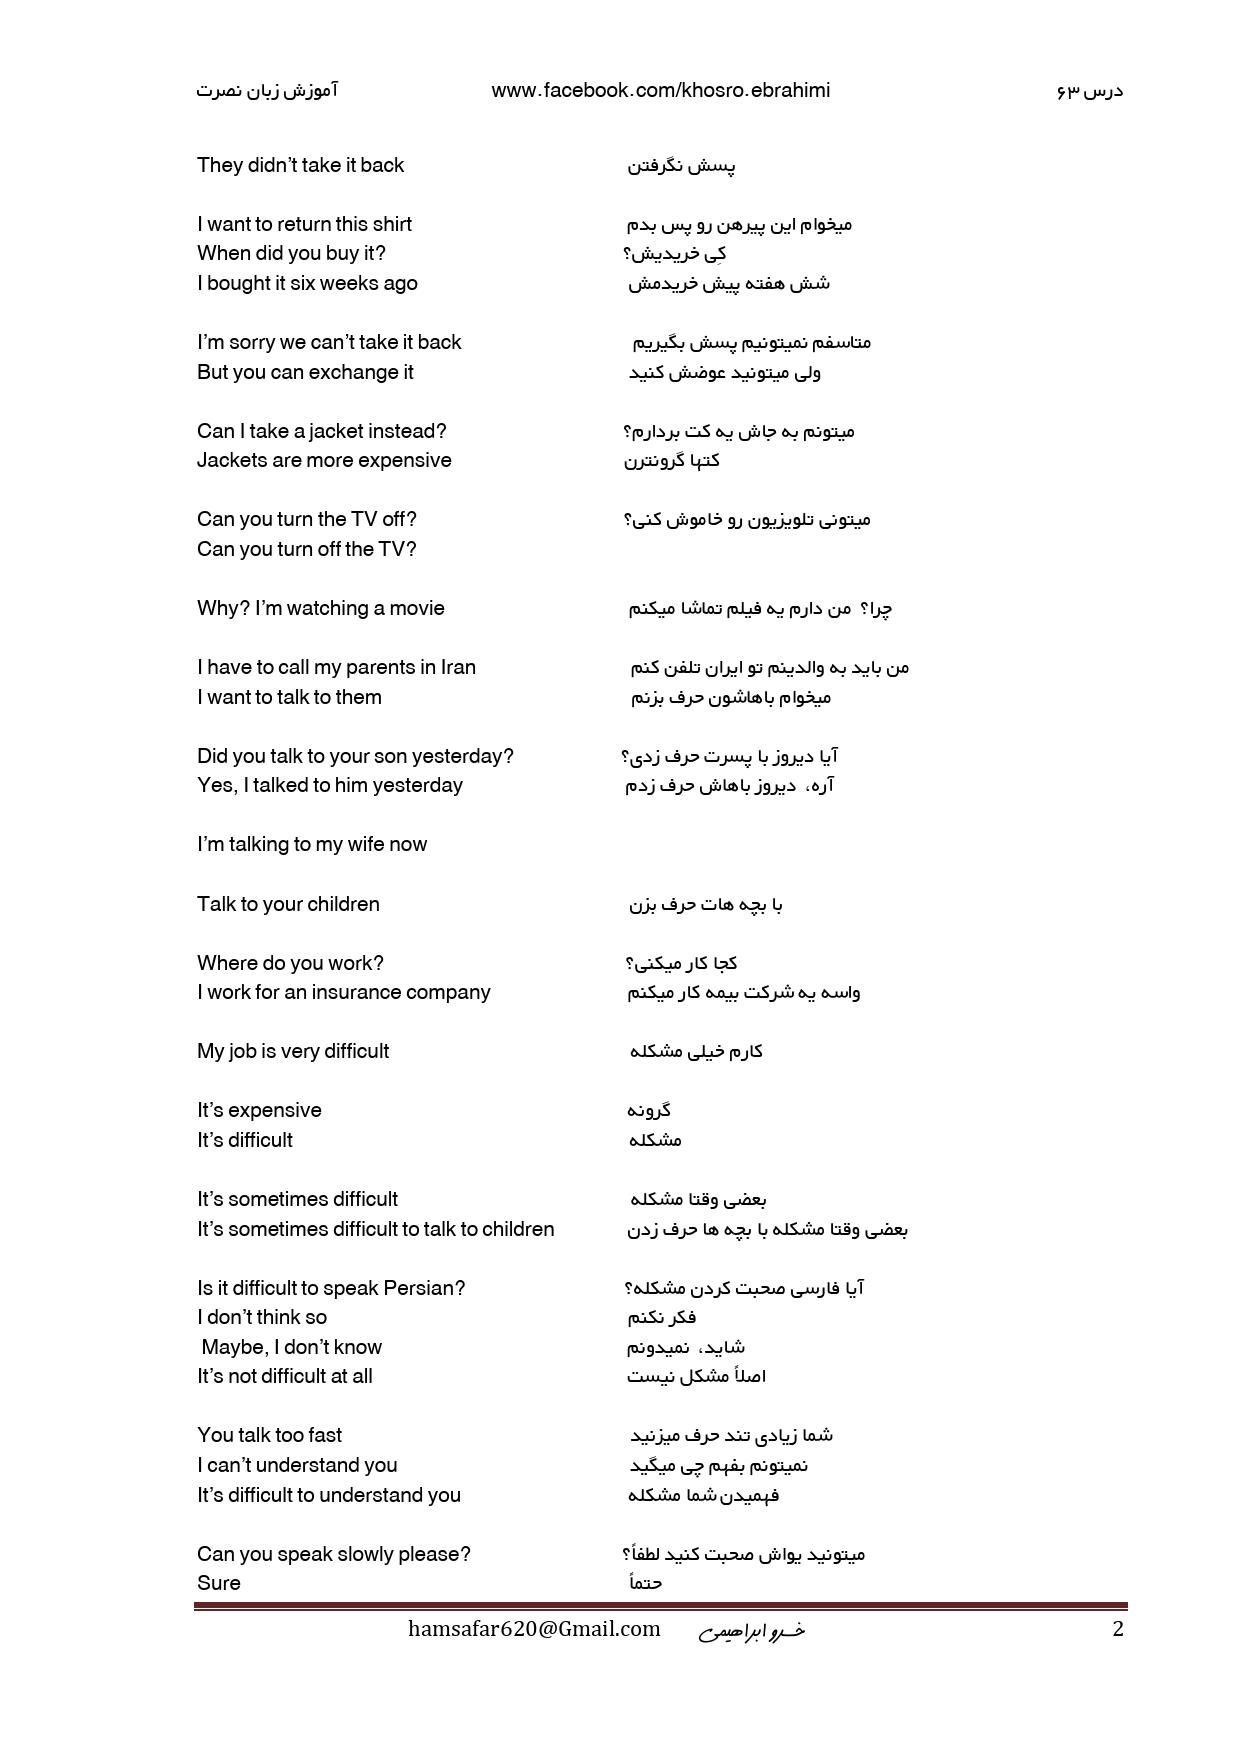 آموزش زبان نصرت www.facebook.com/khosro.ebrahimi درس ۶۳
They didn’t take it back پسش نگرفتن
I want to return this shirt میخوام این پیرهن رو پس بدم
When did you buy it? کِی خریدیش؟
I bought it six weeks ago شش هفته پیش خریدمش
I’m sorry we can’t take it back متاسفم نمیتونیم پسش بگیریم
But you can exchange it ولی میتونید عوضش کنید
Can I take a jacket instead? میتونم به جاش یه کت بردارم؟
Jackets are more expensive کتها گرونترن
Can you turn the TV off? میتونی تلویزیون رو خاموش کنی؟
Can you turn off the TV?
Why? I’m watching a movie چرا؟ من دارم یه فیلم تماشا میکنم
I have to call my parents in Iran من باید به والدینم تو ایران تلفن کنم
I want to talk to them میخوام باهاشون حرف بزنم
Did you talk to your son yesterday? آیا دیروز با پسرت حرف زدی؟
Yes, I talked to him yesterday آره، دیروز باهاش حرف زدم
I’m talking to my wife now
Talk to your children با بچه هات حرف بزن
Where do you work? کجا کار میکنی؟
I work for an insurance company واسه یه شرکت بیمه کار میکنم
My job is very difficult کارم خیلی مشکله
It’s expensive گرونه
It’s difficult مشکله
It’s sometimes difficult بعضی وقتا مشکله
It’s sometimes difficult to talk to children بعضی وقتا مشکله با بچه ها حرف زدن
Is it difficult to speak Persian? آیا فارسی صحبت کردن مشکله؟
I don’t think so فکر نکنم
Maybe, I don’t know شاید، نمیدونم
It’s not difficult at all اصلاً مشکل نیست
You talk too fast شما زیادی تند حرف میزنید
I can’t understand you نمیتونم بفهم چی میگید
It’s difficult to understand you فهمیدن شما مشکله
Can you speak slowly please? میتونید یواش صحبت کنید لطفاً؟
Sure حتماً
hamsafar620@Gmail.com خسرو ابراهیمی 2